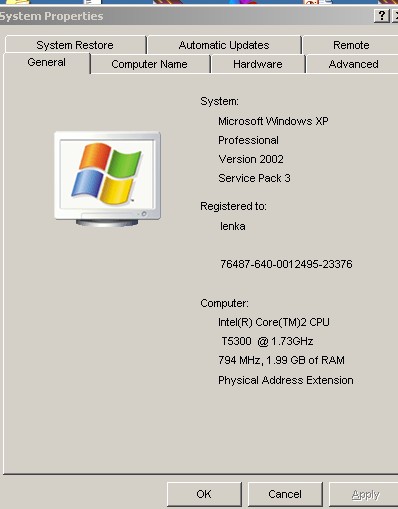 System Properties
?
System Restore
Automatic Updates
Remote
General
Computer Name
Hardware
Advanced
System:
Microsoft Windows XP
Professional
Version 2002
Service Pack 3
Registered to:
lenka
76487-640-0012495-23376
Computer:
Intel(R) Core(TM)2 CPU
T5300 @ 1.73GHz
794 MHz, 1.99 GB of RAM
Physical Address Extension
OK
Cancel
Apply